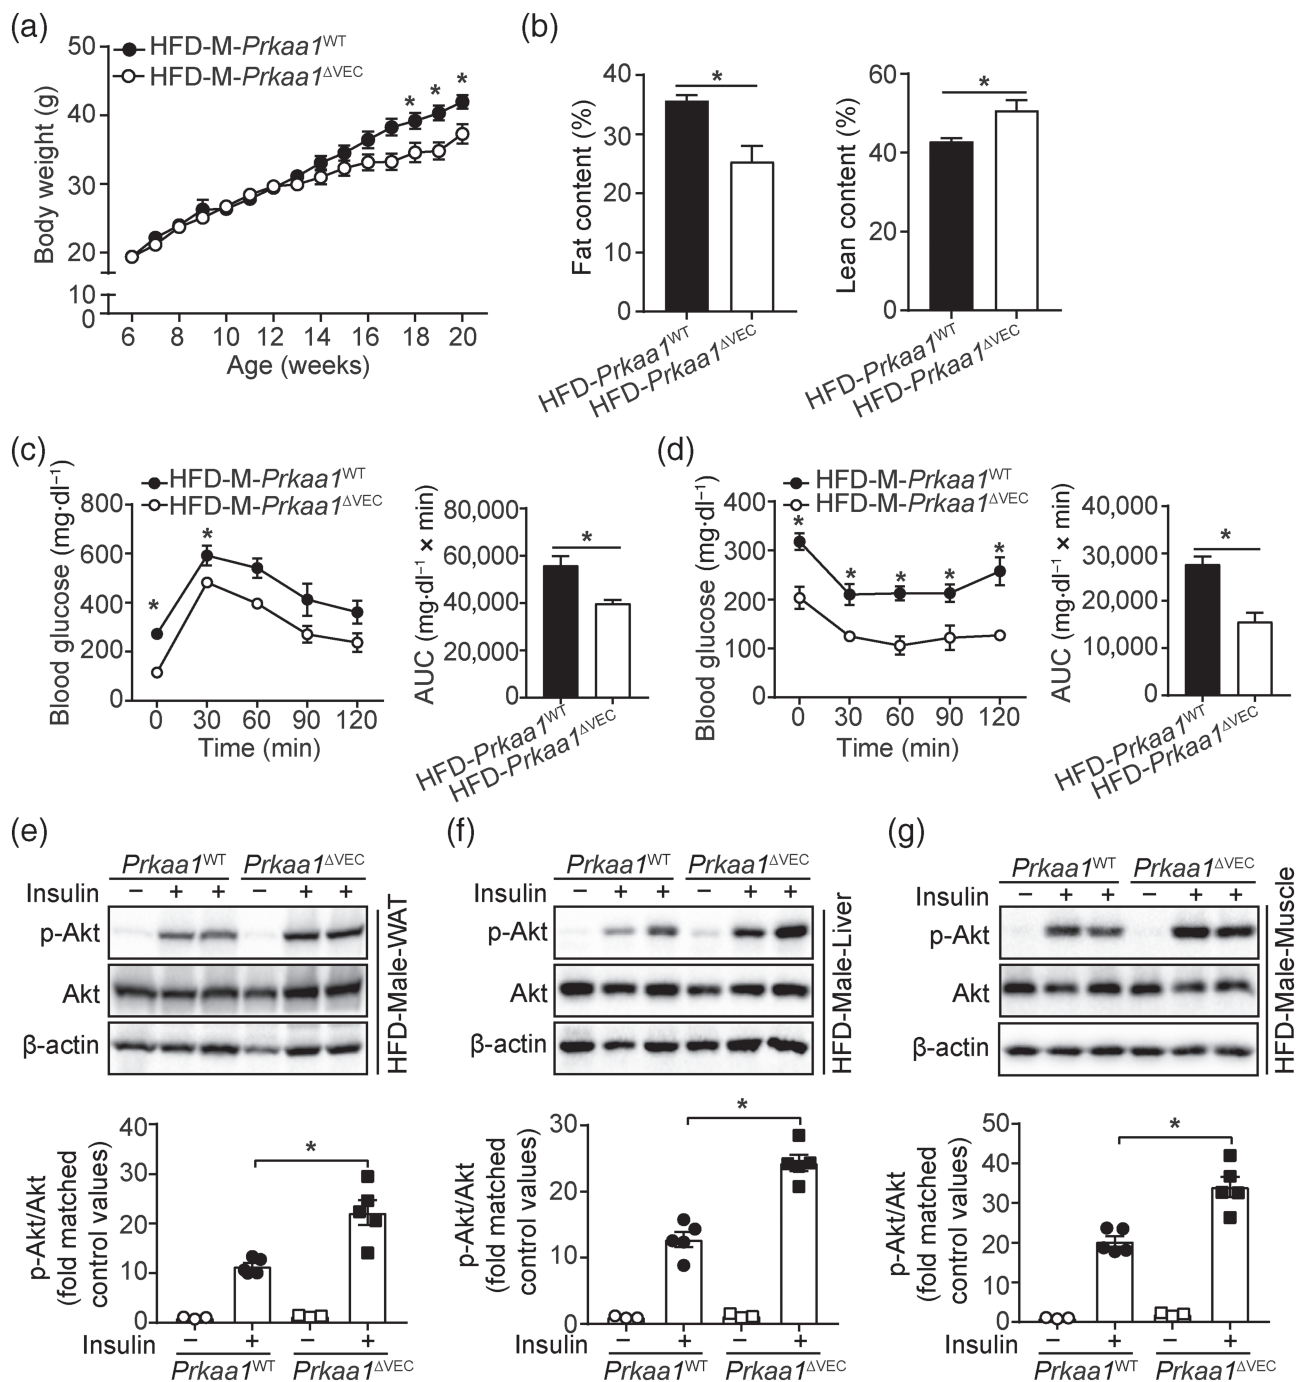 (a)
HFD-M-Prkaa1WT
HFD-M-Prkaa1ΔVEC
Body weight (g)
50
40
30
20
10
0
* * *
6 8 10 12 14 16 18 20
Age (weeks)
(b)
Fat content (%)
40
30
20
10
0
*
HFD-Prkaa1WT
HFD-Prkaa1ΔVEC
Lean content (%)
60
40
20
0
*
HFD-Prkaa1WT
HFD-Prkaa1ΔVEC
(c)
HFD-M-Prkaa1WT
HFD-M-Prkaa1ΔVEC
Blood glucose (mg·dl−1)
800
600
400
200
0
* *
0 30 60 90 120
Time (min)
AUC (mg·dl−1 × min)
80,000
60,000
40,000
20,000
0
*
HFD-Prkaa1WT
HFD-Prkaa1ΔVEC
(d)
HFD-M-Prkaa1WT
HFD-M-Prkaa1ΔVEC
Blood glucose (mg·dl−1)
400
300
200
100
0
* * * * *
0 30 60 90 120
Time (min)
AUC (mg·dl−1 × min)
40,000
30,000
20,000
10,000
0
*
HFD-Prkaa1WT
HFD-Prkaa1ΔVEC
(e)
Prkaa1WT Prkaa1ΔVEC
Insulin − + + − + +
p-Akt
Akt
β-actin
HFD-Male-WAT
p-Akt/Akt
(fold matched
control values)
40
30
20
10
0
*
Insulin − + − +
Prkaa1WT Prkaa1ΔVEC
(f)
Prkaa1WT Prkaa1ΔVEC
Insulin − + + − + +
p-Akt
Akt
β-actin
HFD-Male-Liver
p-Akt/Akt
(fold matched
control values)
30
20
10
0
*
Insulin − + − +
Prkaa1WT Prkaa1ΔVEC
(g)
Prkaa1WT Prkaa1ΔVEC
Insulin − + + − + +
p-Akt
Akt
β-actin
HFD-Male-Muscle
p-Akt/Akt
(fold matched
control values)
50
40
30
20
10
0
*
Insulin − + − +
Prkaa1WT Prkaa1ΔVEC